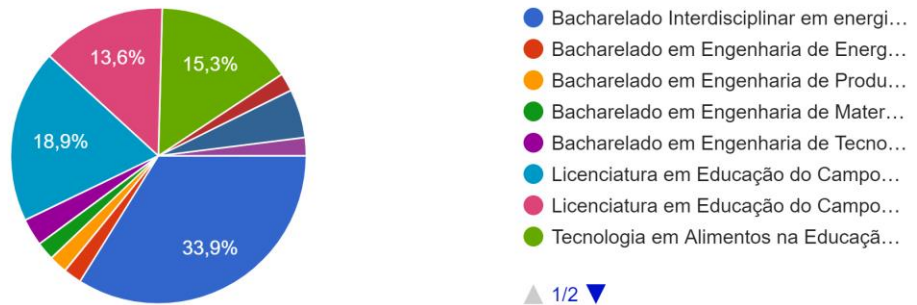 13,6%
15,3%
18,9%
33,9%
Bacharelado Interdisciplinar em energi…
Bacharelado em Engenharia de Energ…
Bacharelado em Engenharia de Produ…
Bacharelado em Engenharia de Mater…
Bacharelado em Engenharia de Tecno…
Licenciatura em Educação do Campo…
Licenciatura em Educação do Campo…
Tecnologia em Alimentos na Educaçã…
1/2